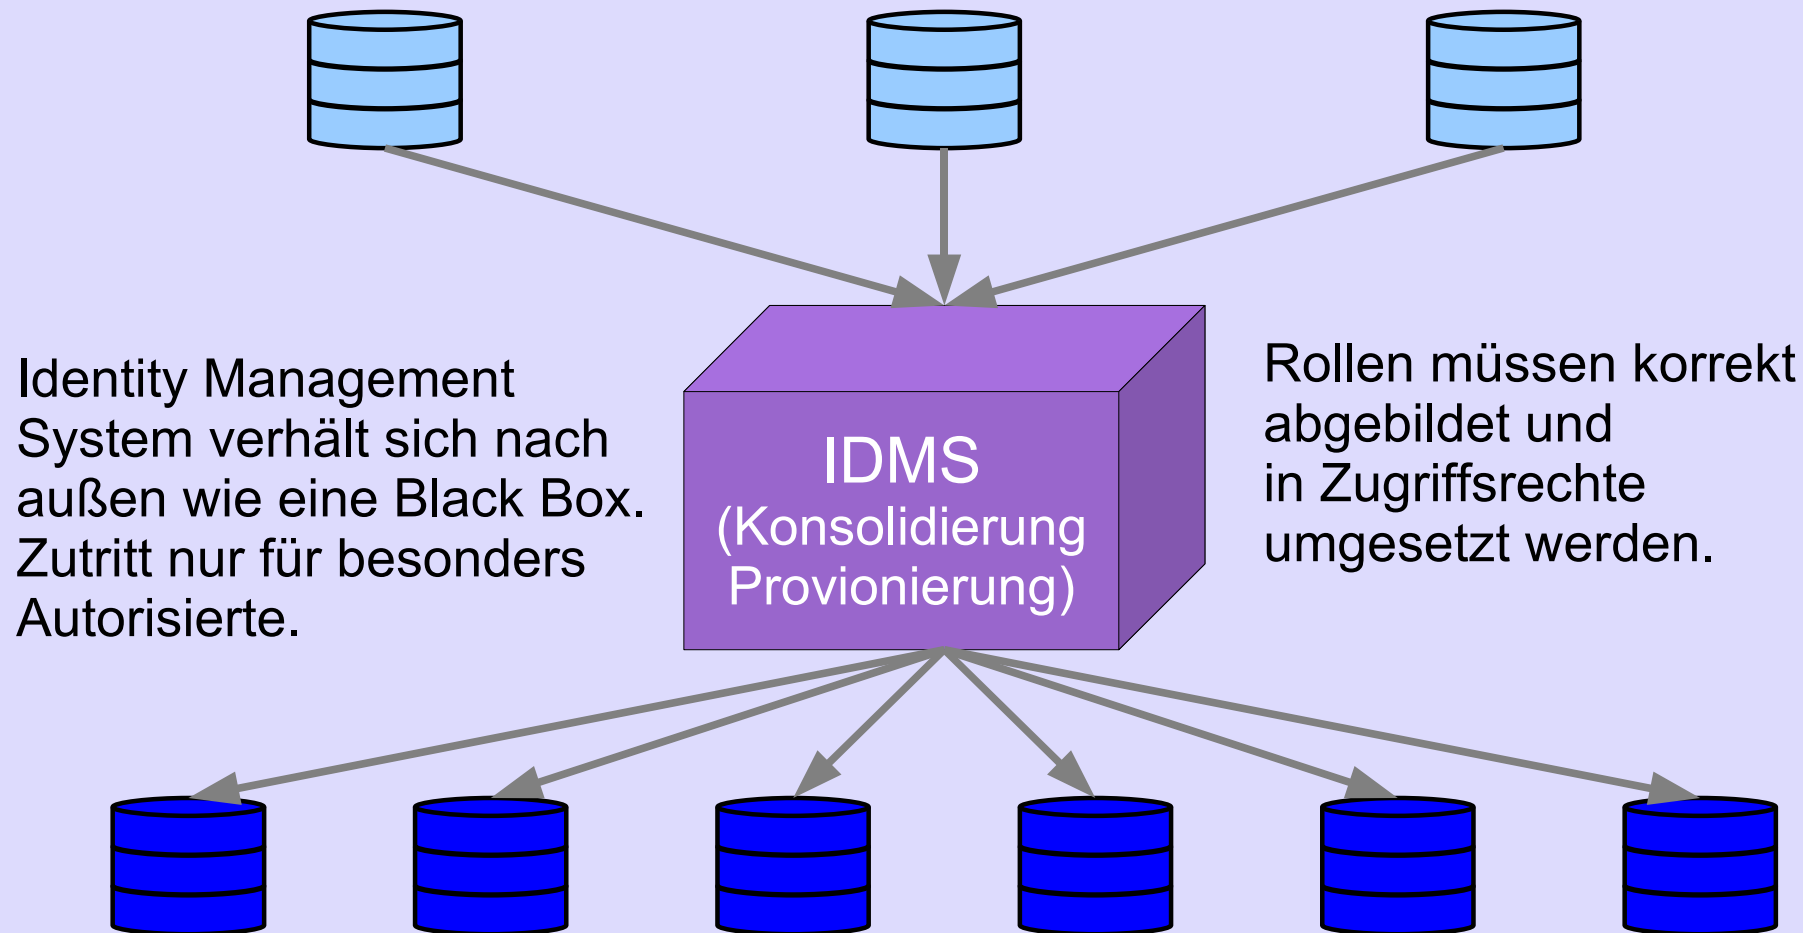 Identity Management
System verhält sich nach
außen wie eine Black Box.
Zutritt nur für besonders
Autorisierte.
IDMS
(Konsolidierung
Provionierung)
Rollen müssen korrekt
abgebildet und
in Zugriffsrechte
umgesetzt werden.